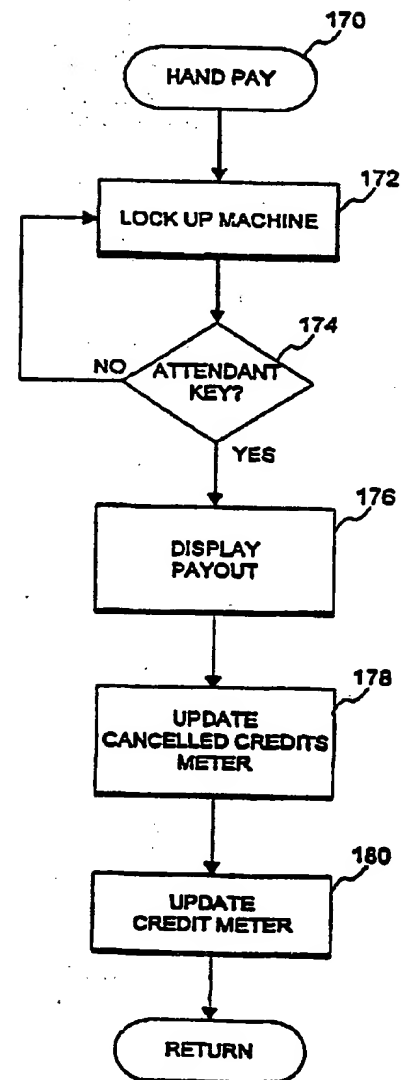 170
HAND PAY
172
LOCK UP MACHINE
174
NO
ATTENDANT
KEY?
YES
176
DISPLAY
PAYOUT
178
UPDATE
CANCELLED CREDITS
METER
180
UPDATE
CREDIT METER
RETURN